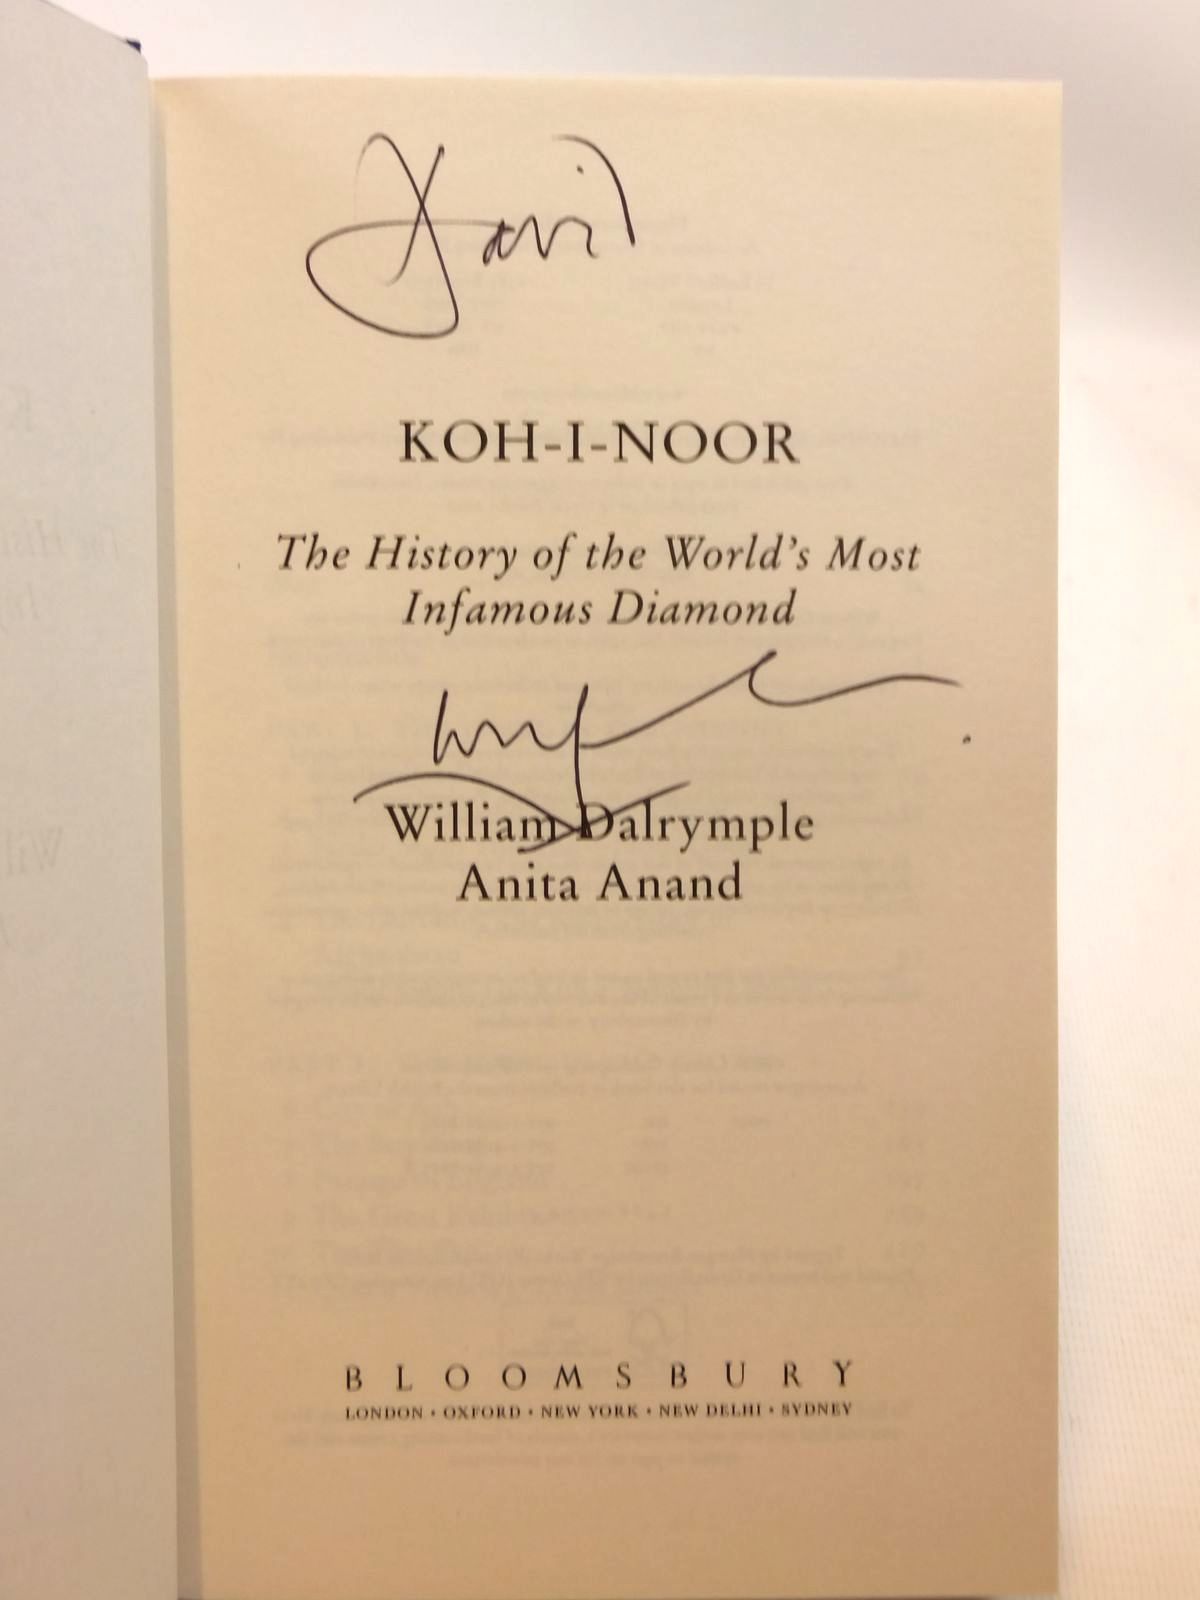 David
KOH-I-NOOR
The History of the World's Most
Infamous Diamond
William Dalrymple
Anita Anand
BLOOMSBURY
LONDON • OXFORD • NEW YORK • NEW DELHI • SYDNEY